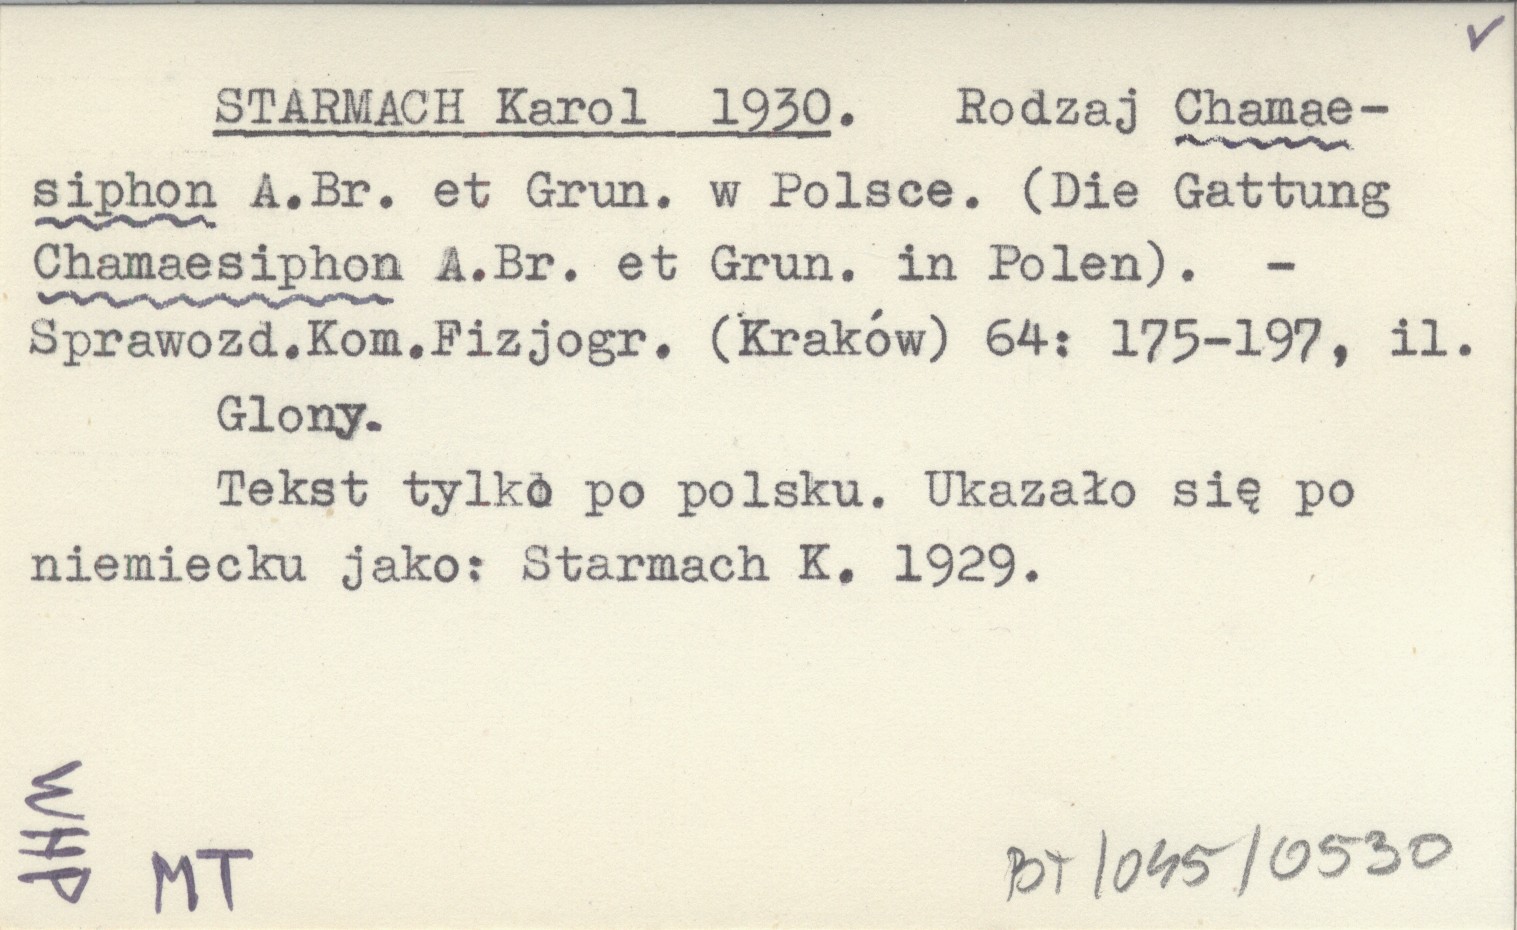 STARMACH Karol 1930. Rodzaj Chamae-
siphon A.Br. et Grun. w Polsce. (Die Gattung
Chamaesiphon A.Br. et Grun. in Polen). -
Sprawozd.Kom.Fizjogr. (Kraków) 64: 175-197, il.
Glony.
Tekst tylko po polsku. Ukazało się po
niemiecku jako: Starmach K. 1929.
WHP
MT
BT/045/0530